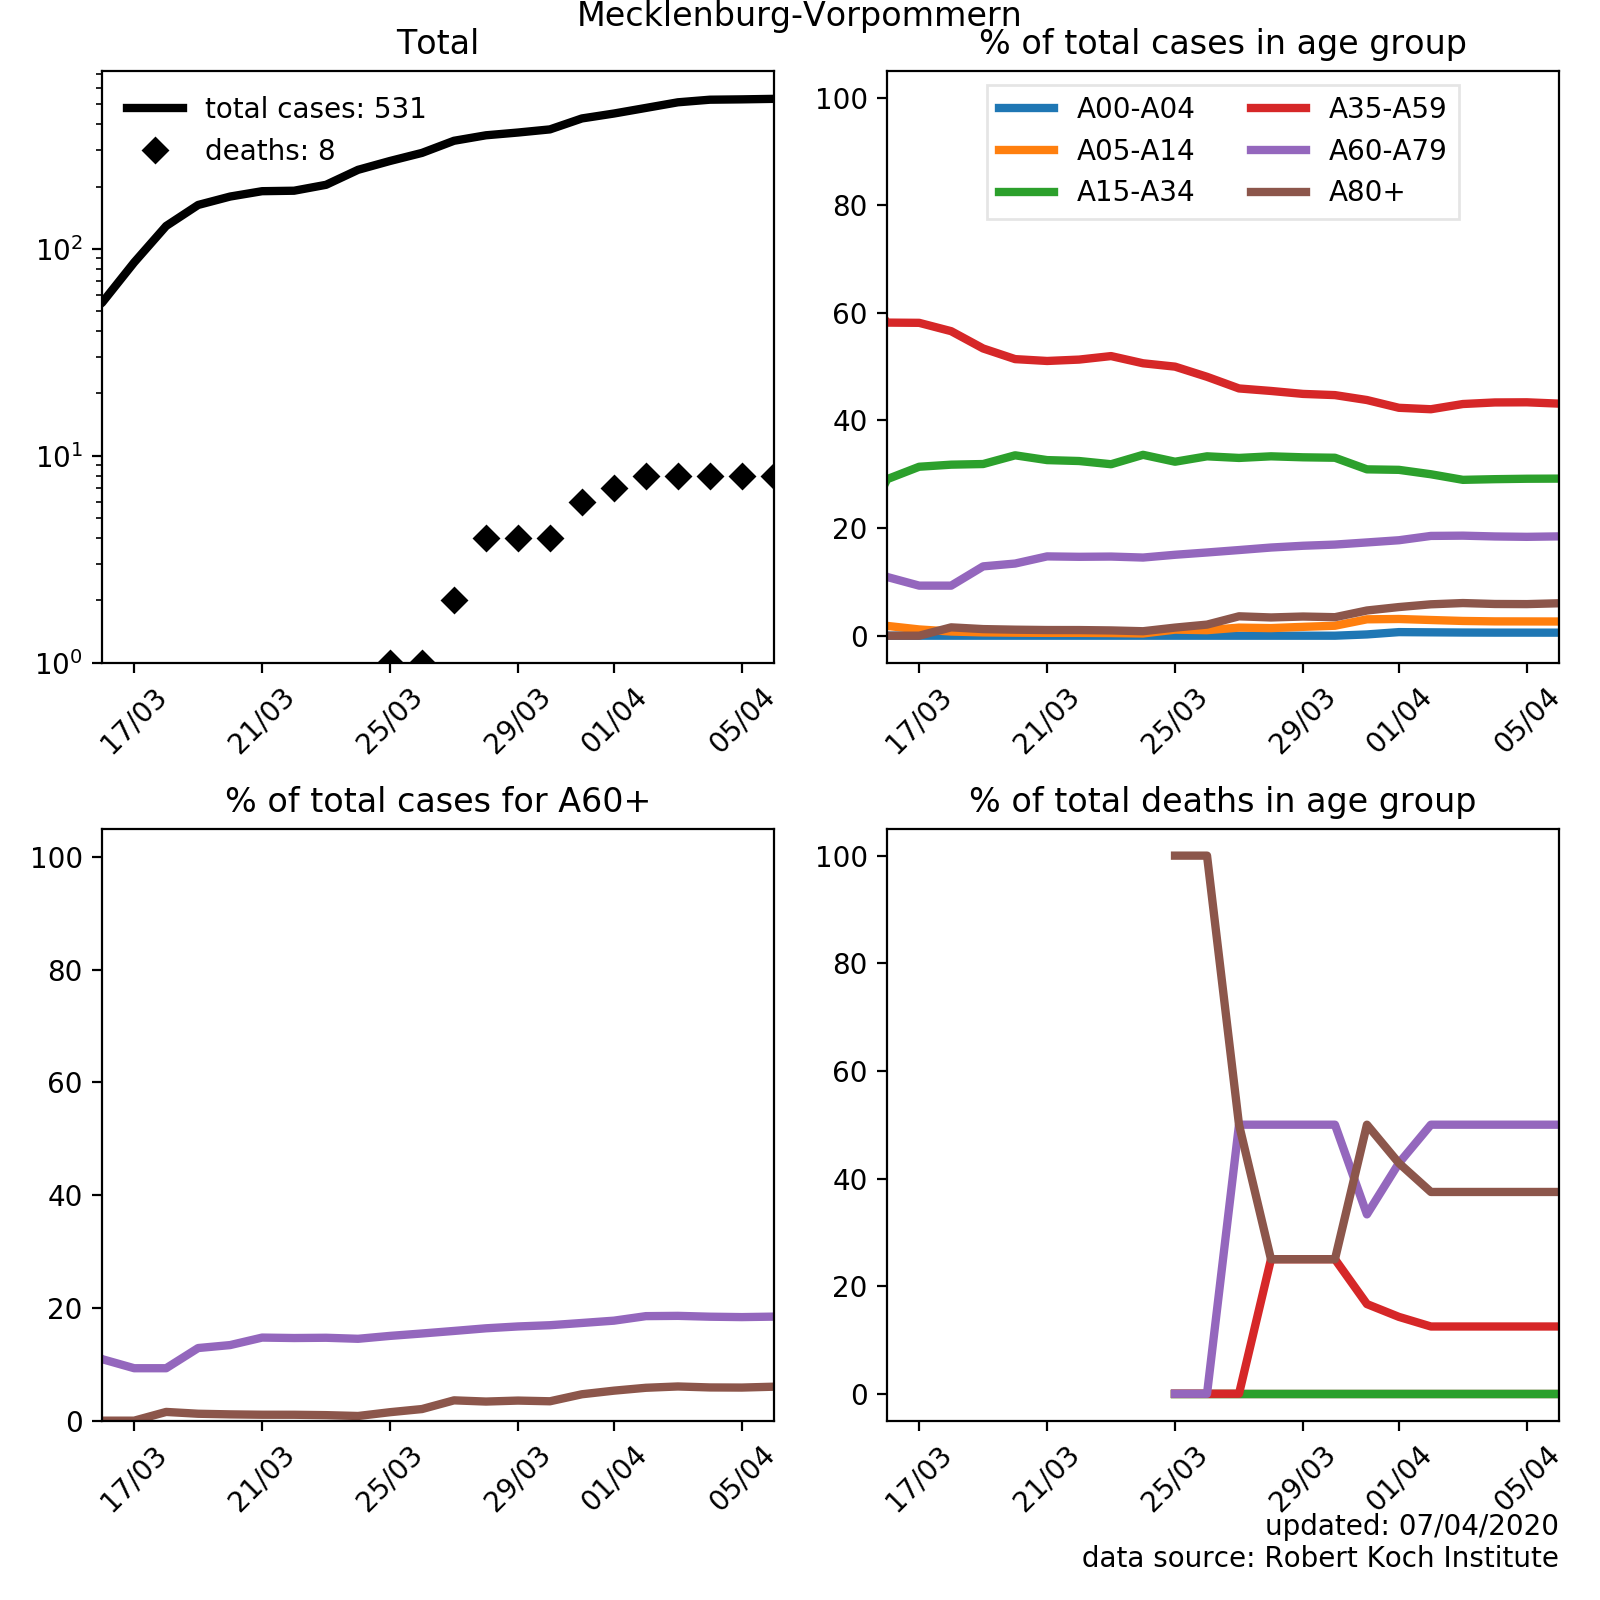 Mecklenburg-Vorpommern
Total
total cases: 531
deaths: 8
10²
10¹
10⁰
17/03 21/03 25/03 29/03 01/04 05/04
% of total cases in age group
A00-A04 A35-A59
A05-A14 A60-A79
A15-A34 A80+
100
80
60
40
20
0
17/03 21/03 25/03 29/03 01/04 05/04
% of total cases for A60+
100
80
60
40
20
0
17/03 21/03 25/03 29/03 01/04 05/04
% of total deaths in age group
100
80
60
40
20
0
17/03 21/03 25/03 29/03 01/04 05/04
updated: 07/04/2020
data source: Robert Koch Institute